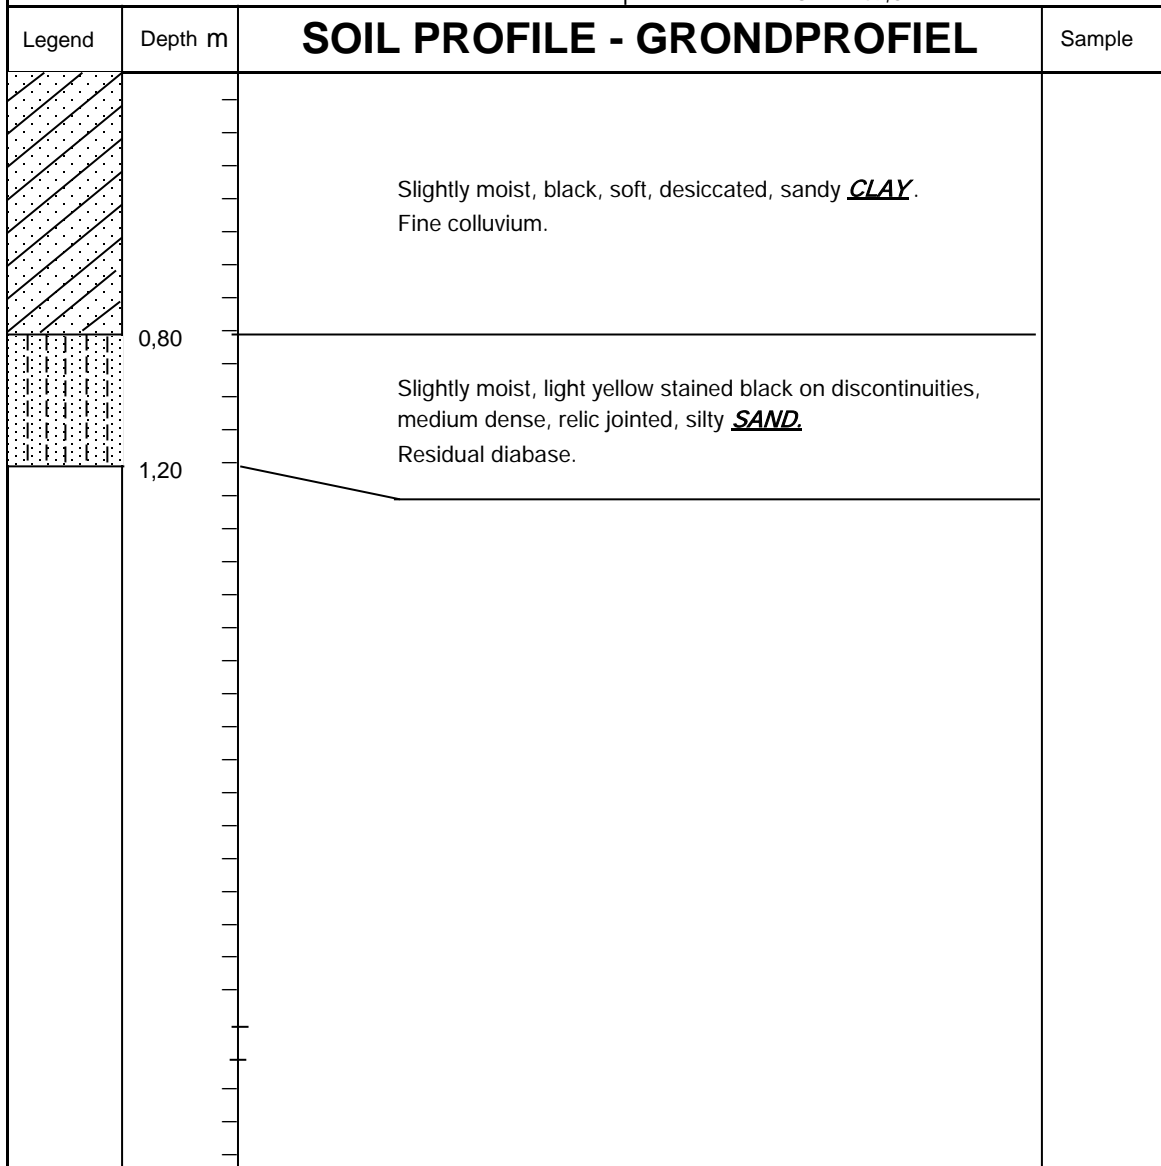 Legend
Depth m
SOIL PROFILE - GRONDPROFIEL
Sample
Slightly moist, black, soft, desiccated, sandy CLAY .
Fine colluvium.
0,80
Slightly moist, light yellow stained black on discontinuities,
medium dense, relic jointed, silty SAND.
Residual diabase.
1,20